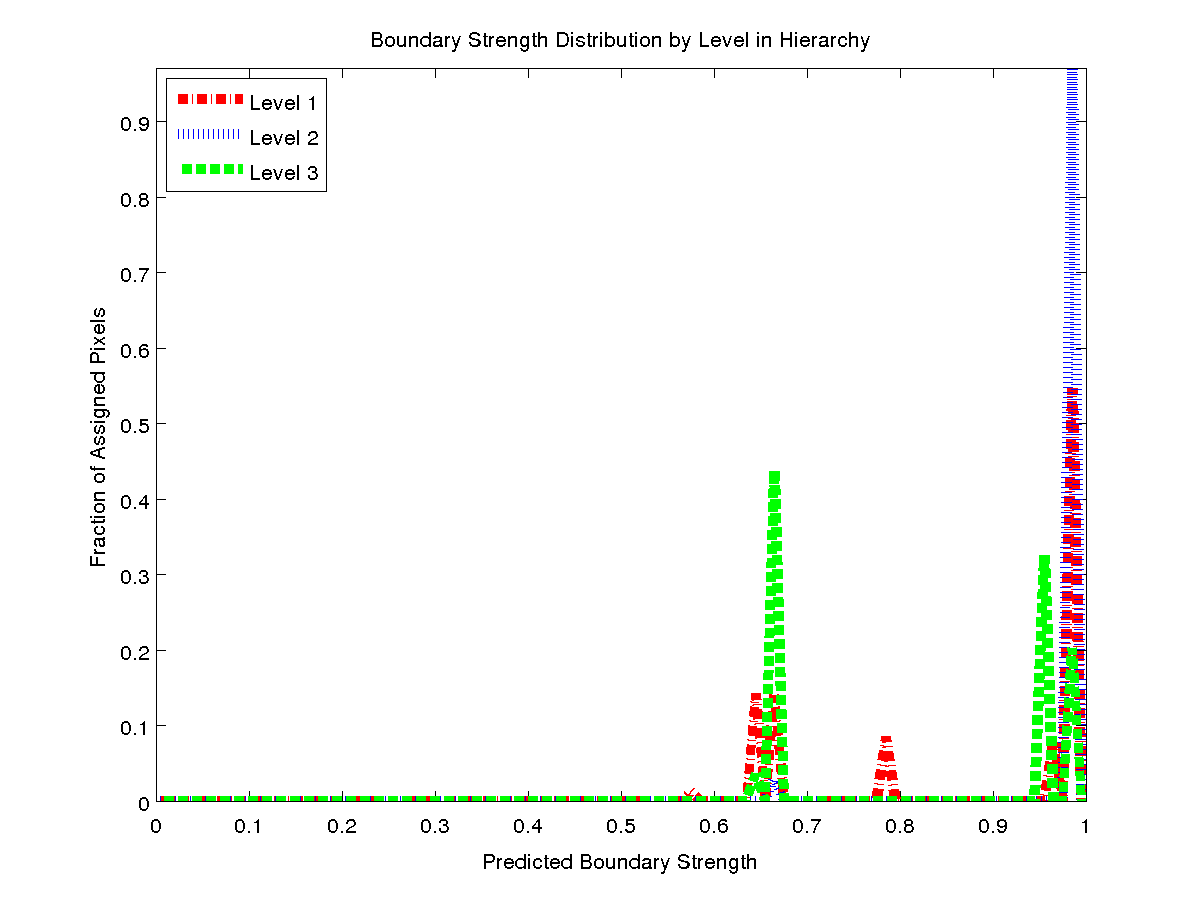 Boundary Strength Distribution by Level in Hierarchy
Level 1
Level 2
Level 3
0.9
0.8
0.7
0.6
0.5
0.4
0.3
0.2
0.1
0
Fraction of Assigned Pixels
0 0.1 0.2 0.3 0.4 0.5 0.6 0.7 0.8 0.9 1
Predicted Boundary Strength